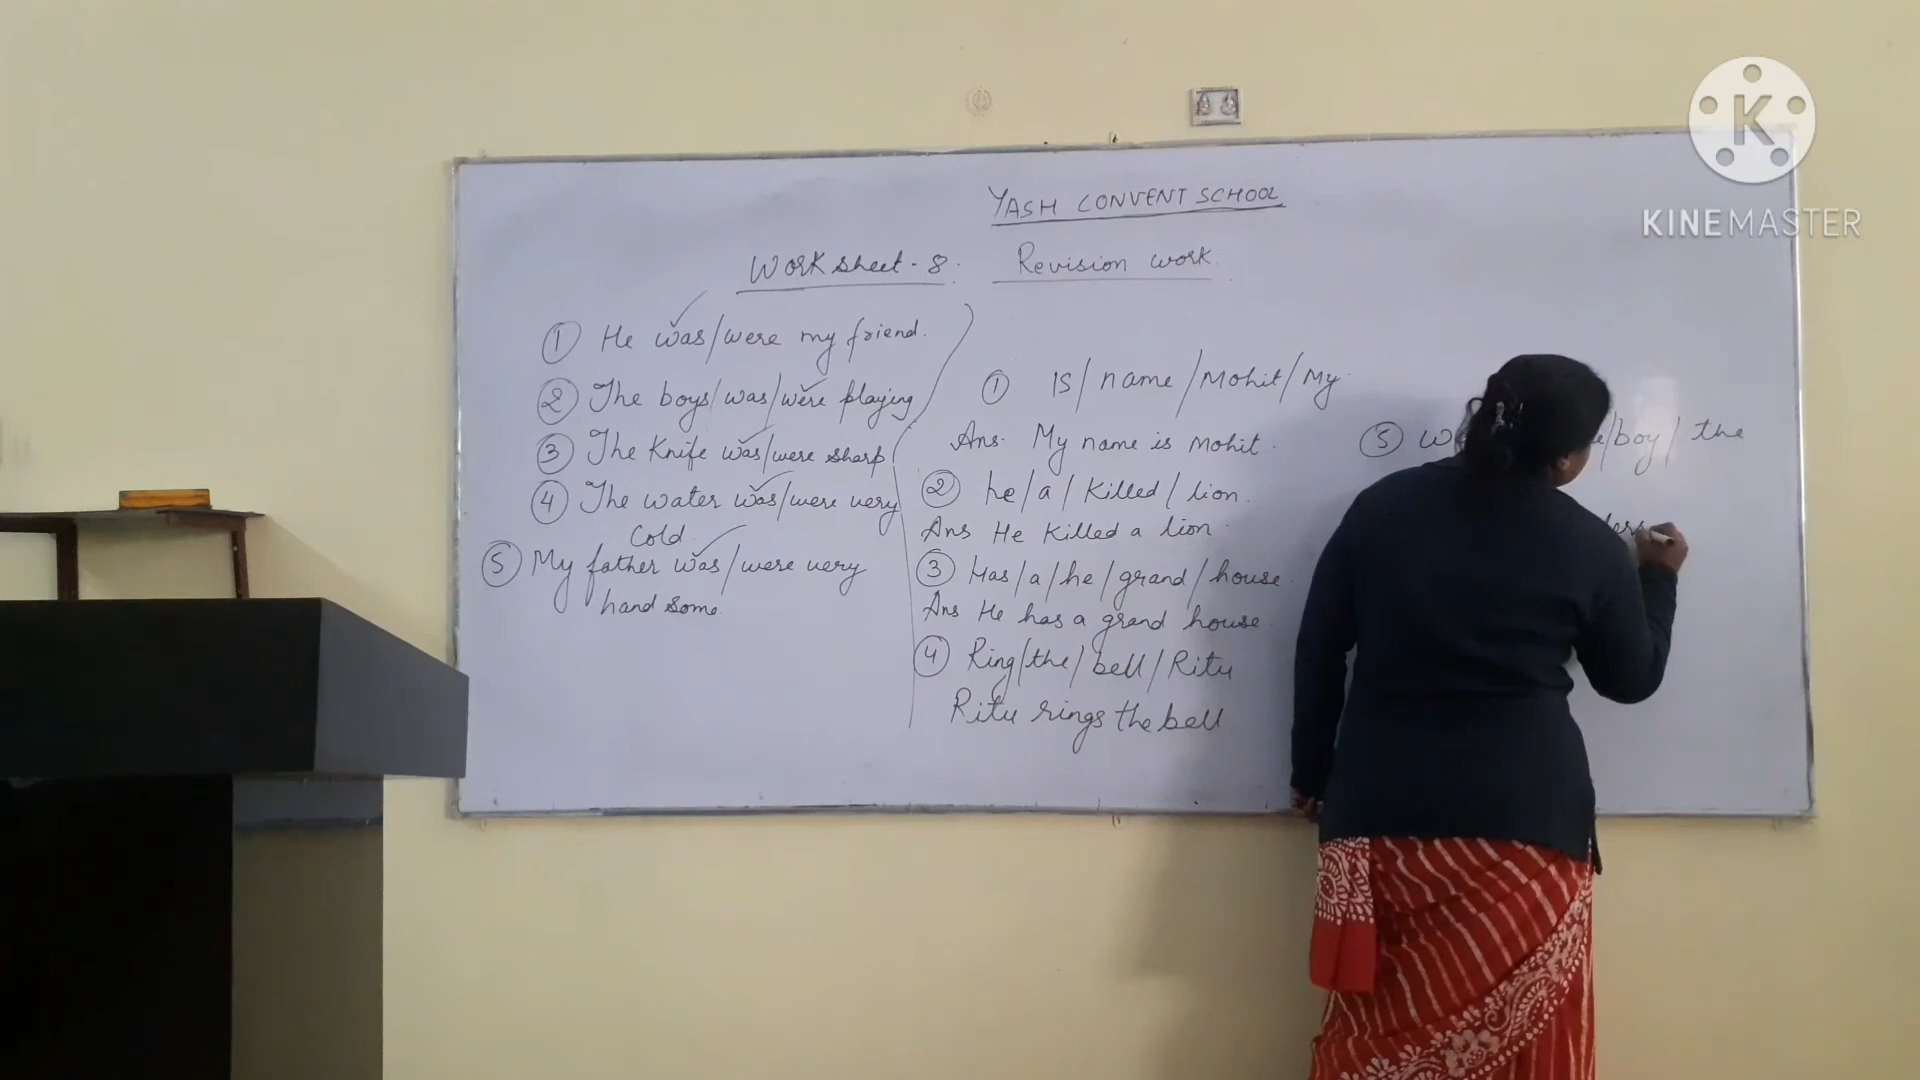 YASH CONVENT SCHOOL
Worksheet-8. Revision work.
① He was/were my friend.
② The boys/was/were playing
③ The Knife was/were sharp
④ The water was/were very
cold.
⑤ My father was/were very
hand some.
① IS/name/Mohit/My.
Ans. My name is Mohit.
② he/a/Killed/lion.
Ans He Killed a lion.
③ Has/a/he/grand/house.
Ans He has a grand house.
④ Ring/the/bell/Ritu
Ritu rings the bell
⑤ /boy/the
K
KINEMASTER